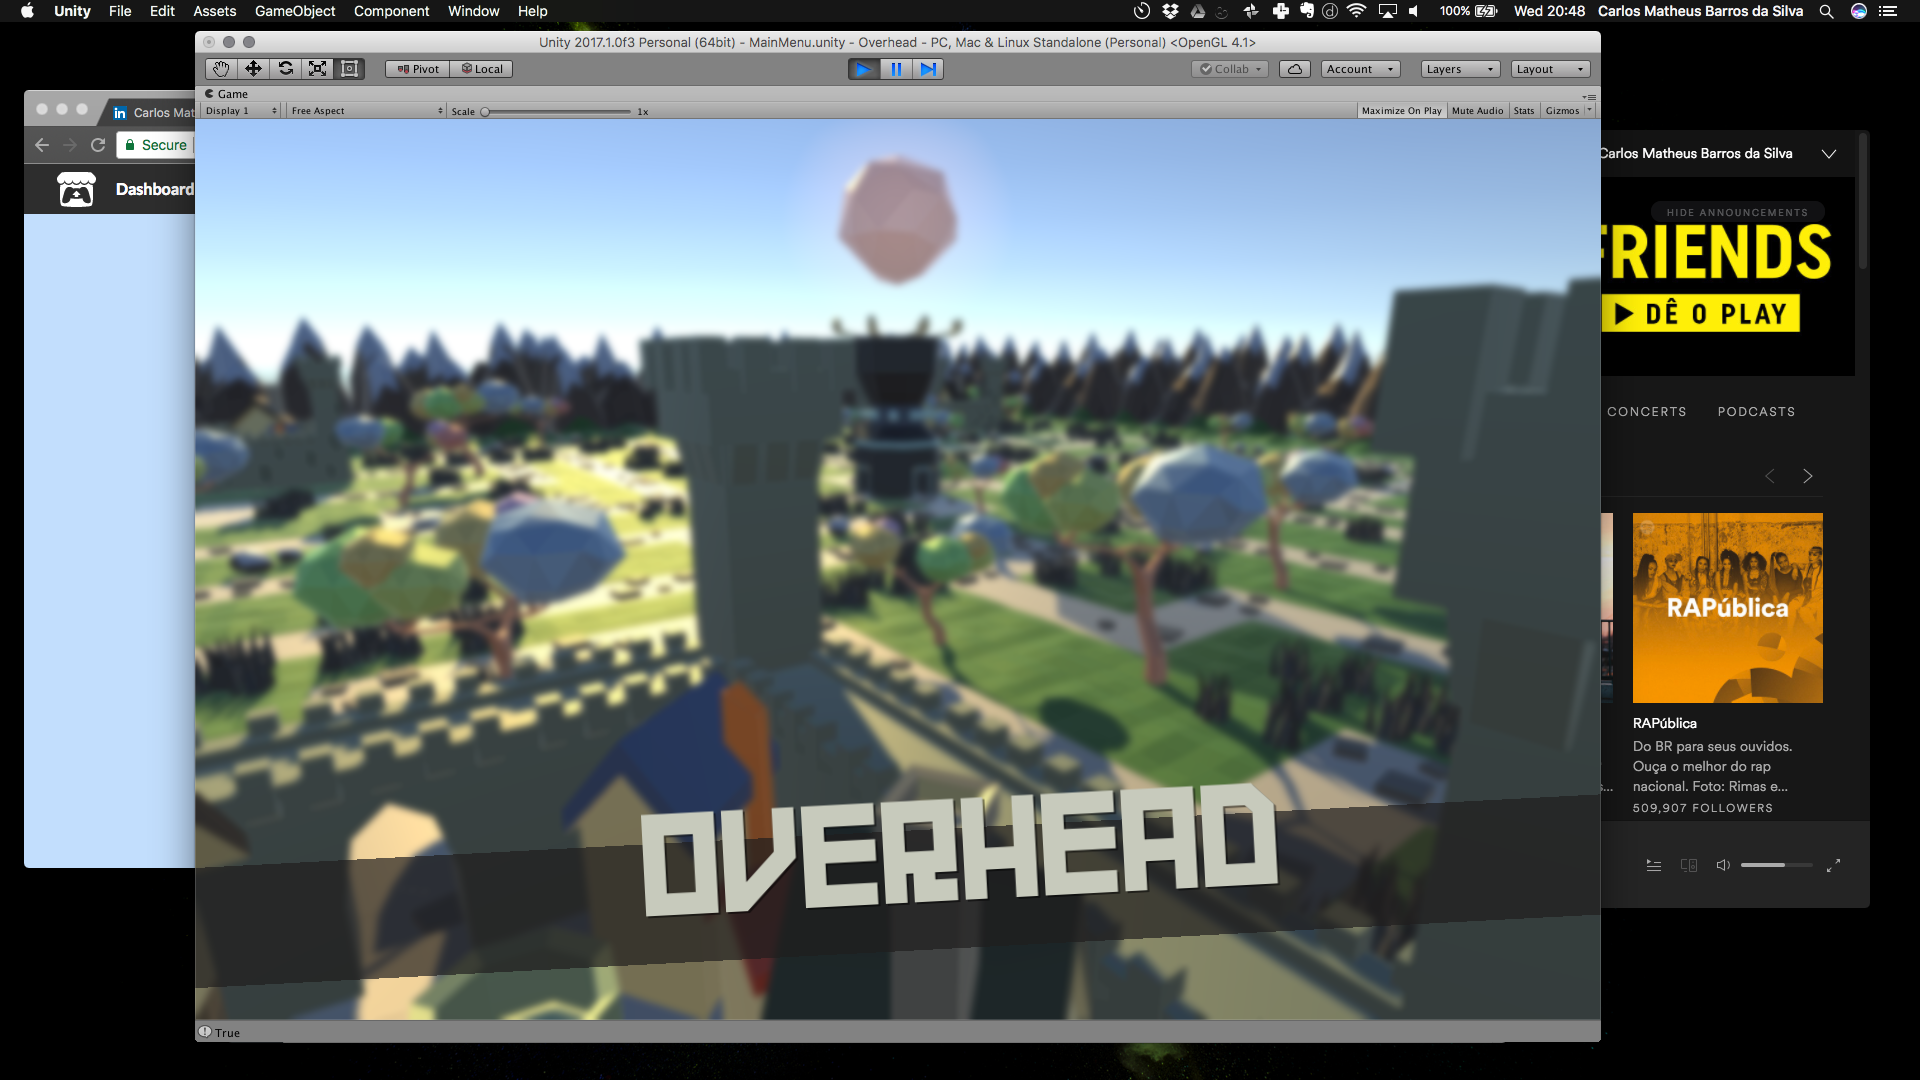 Unity File Edit Assets GameObject Component Window Help
100% Wed 20:48 Carlos Matheus Barros da Silva
Unity 2017.1.0f3 Personal (64bit) - MainMenu.unity - Overhead - PC, Mac & Linux Standalone (Personal) <OpenGL 4.1>
Pivot Local Collab Account Layers Layout
Game
Display 1 Free Aspect Scale 1x Maximize On Play Mute Audio Stats Gizmos
in Carlos Mat
Secure
Dashboard
Carlos Matheus Barros da Silva
HIDE ANNOUNCEMENTS
FRIENDS
DÊ O PLAY
CONCERTS PODCASTS
RAPública
RAPública
Do BR para seus ouvidos.
Ouça o melhor do rap
s... nacional. Foto: Rimas e...
509,907 FOLLOWERS
OVERHEAD
True